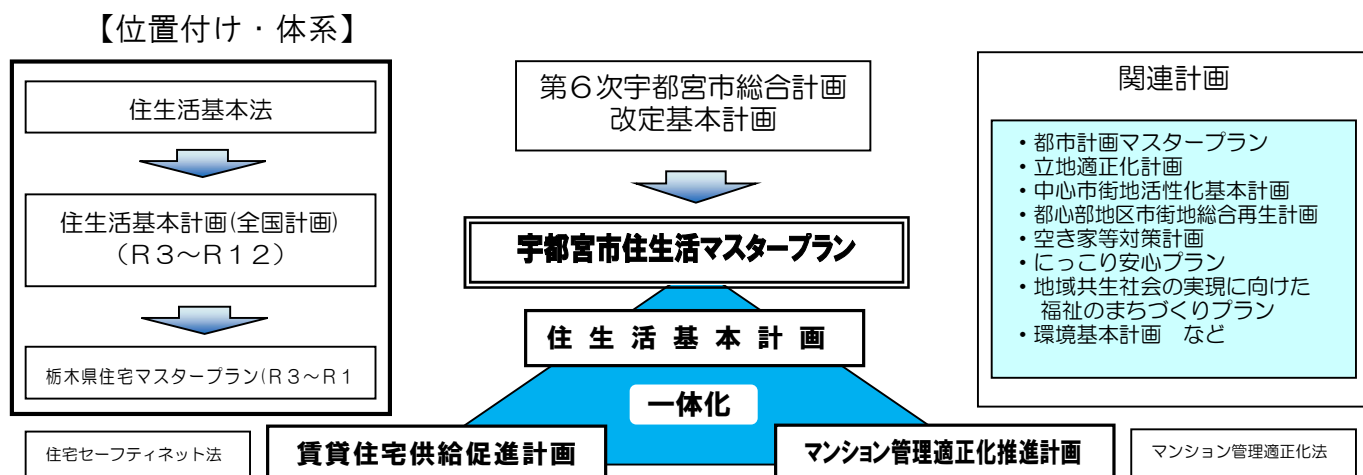 【位置付け・体系】
住生活基本法
住生活基本計画(全国計画)
（Ｒ３～Ｒ１２）
栃木県住宅マスタープラン(Ｒ３～Ｒ１
住宅セーフティネット法
第６次宇都宮市総合計画
改定基本計画
宇都宮市住生活マスタープラン
住生活基本計画
一体化
賃貸住宅供給促進計画
マンション管理適正化推進計画
関連計画
・都市計画マスタープラン
・立地適正化計画
・中心市街地活性化基本計画
・都心部地区市街地総合再生計画
・空き家等対策計画
・にっこり安心プラン
・地域共生社会の実現に向けた
福祉のまちづくりプラン
・環境基本計画　など
マンション管理適正化法